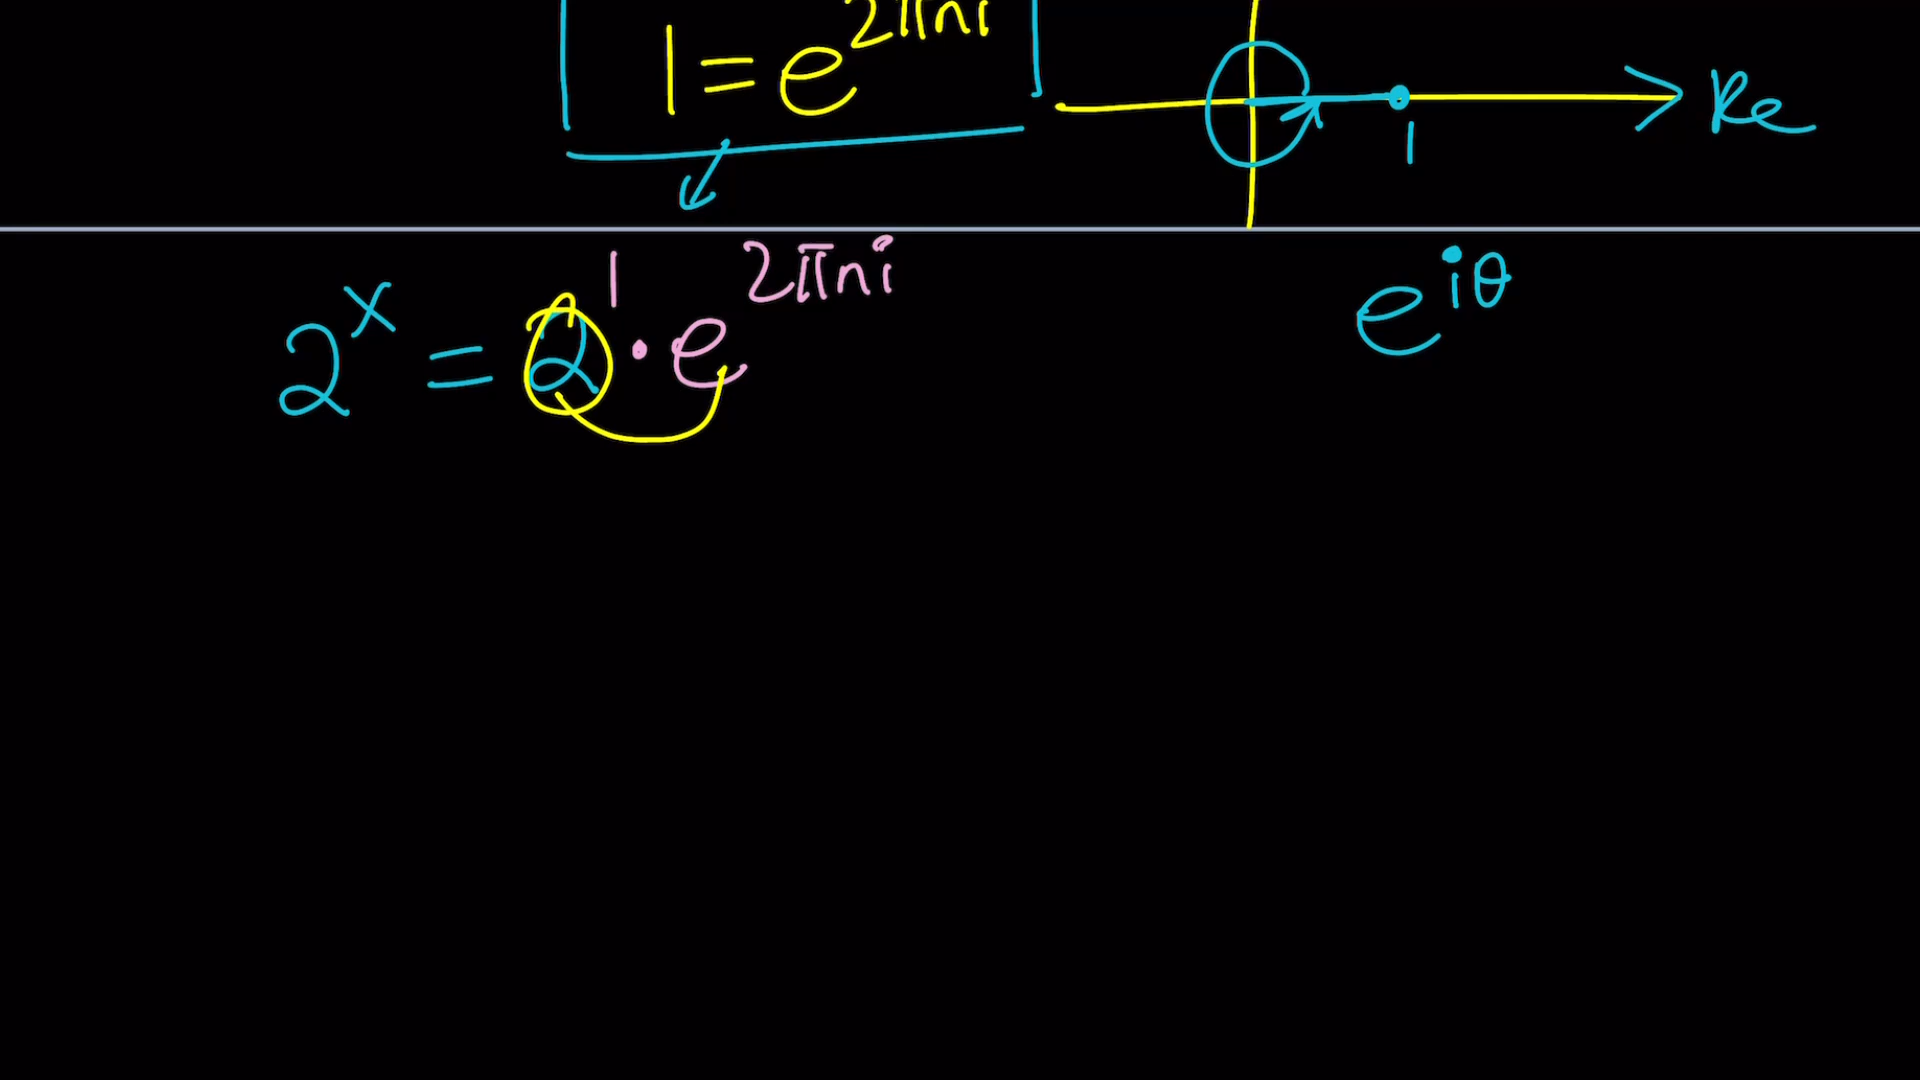 1 = e^{2πni}
Re
1
2^x = 2^1 · e^{2πni}
e^{iθ}